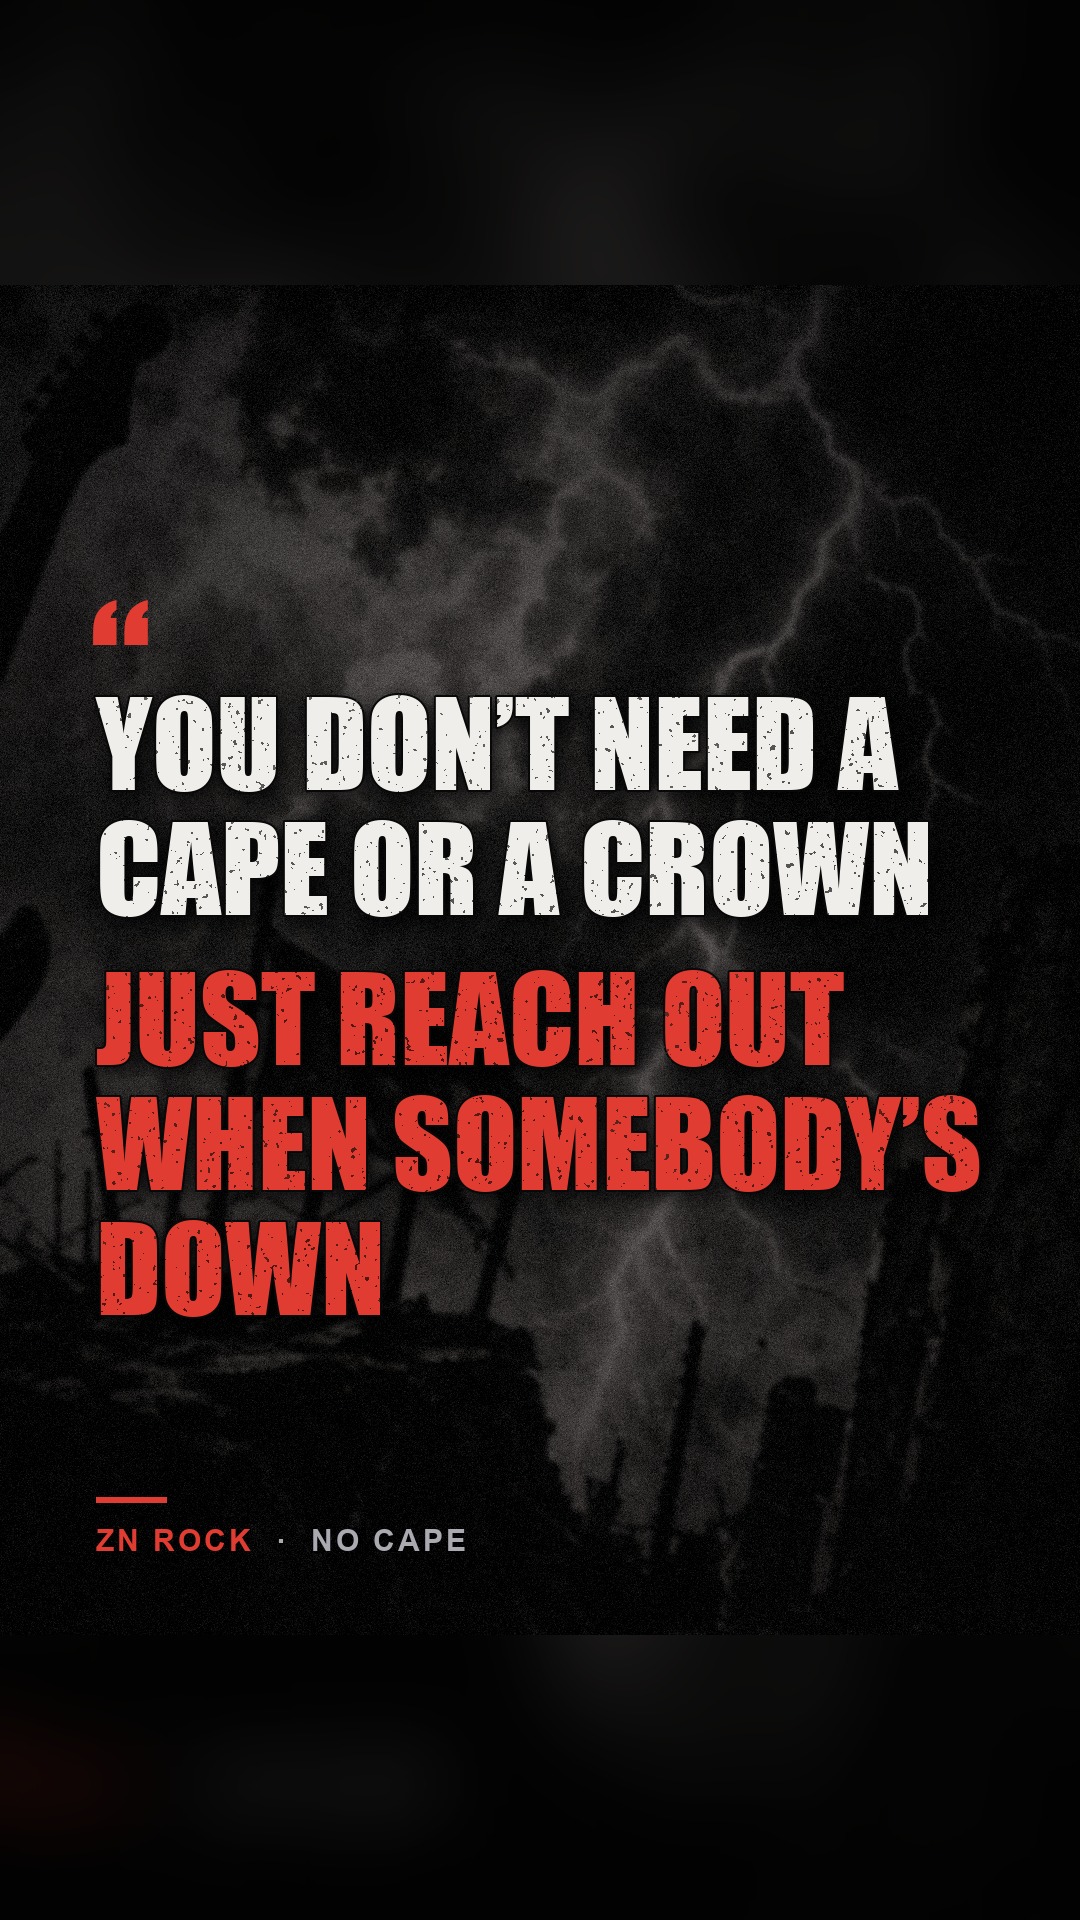 “
YOU DON’T NEED A
CAPE OR A CROWN
JUST REACH OUT
WHEN SOMEBODY’S
DOWN
ZN ROCK · NO CAPE